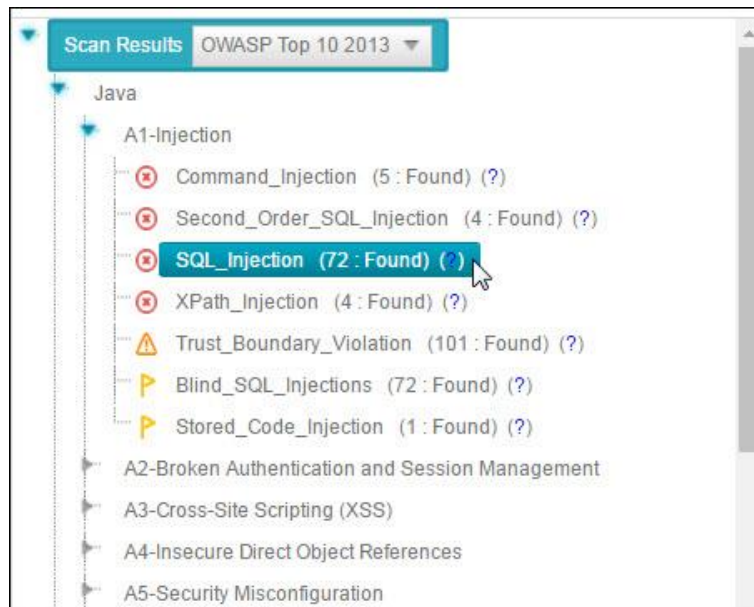 Scan Results OWASP Top 10 2013
Java
A1-Injection
Command_Injection (5 : Found) (?)
Second_Order_SQL_Injection (4 : Found) (?)
SQL_Injection (72 : Found) (?)
XPath_Injection (4 : Found) (?)
Trust_Boundary_Violation (101 : Found) (?)
Blind_SQL_Injections (72 : Found) (?)
Stored_Code_Injection (1 : Found) (?)
A2-Broken Authentication and Session Management
A3-Cross-Site Scripting (XSS)
A4-Insecure Direct Object References
A5-Security Misconfiguration